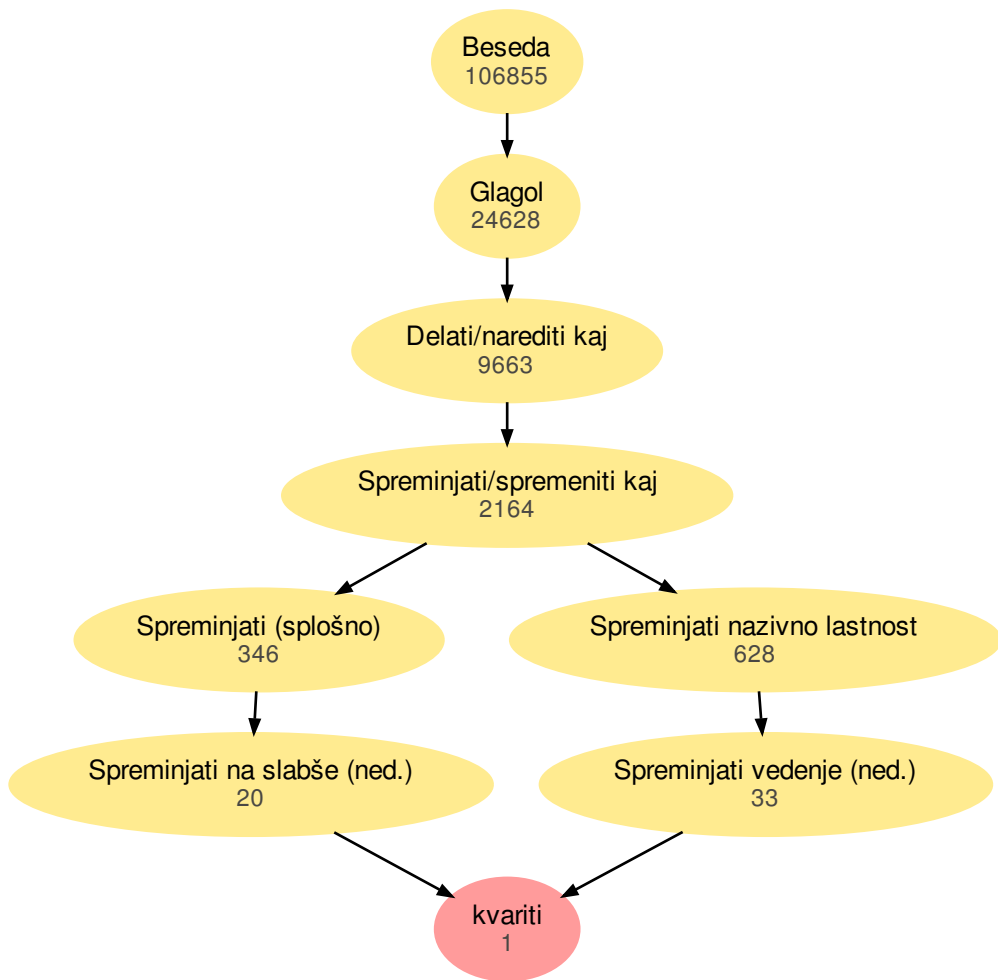 Beseda
106855
Glagol
24628
Delati/narediti kaj
9663
Spreminjati/spremeniti kaj
2164
Spreminjati (splošno)
346
Spreminjati nazivno lastnost
628
Spreminjati na slabše (ned.)
20
Spreminjati vedenje (ned.)
33
kvariti
1